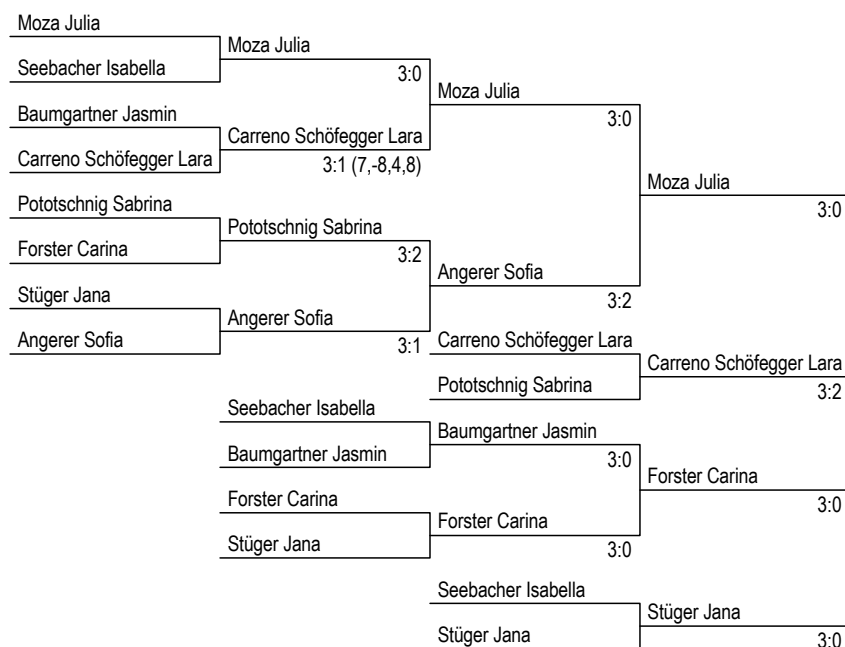 Moza Julia
Moza Julia
Seebacher Isabella
3:0
Moza Julia
Baumgartner Jasmin
3:0
Carreno Schöfegger Lara
Carreno Schöfegger Lara
3:1 (7,-8,4,8)
Moza Julia
Pototschnig Sabrina
3:0
Pototschnig Sabrina
Forster Carina
3:2
Angerer Sofia
Stüger Jana
3:2
Angerer Sofia
Angerer Sofia
3:1
Carreno Schöfegger Lara
Carreno Schöfegger Lara
Pototschnig Sabrina
3:2
Seebacher Isabella
Baumgartner Jasmin
Baumgartner Jasmin
3:0
Forster Carina
Forster Carina
3:0
Forster Carina
Stüger Jana
3:0
Seebacher Isabella
Stüger Jana
Stüger Jana
3:0